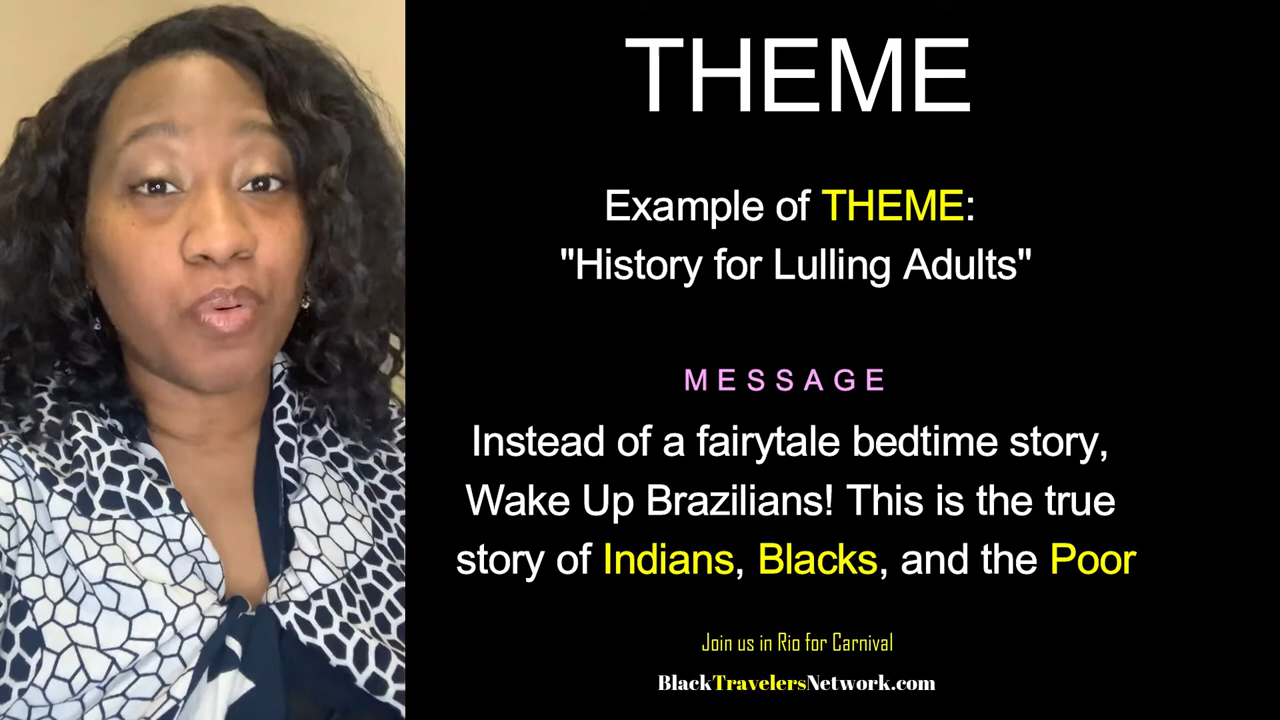 THEME
Example of THEME:
"History for Lulling Adults"
MESSAGE
Instead of a fairytale bedtime story,
Wake Up Brazilians! This is the true
story of Indians, Blacks, and the Poor
Join us in Rio for Carnival
BlackTravelersNetwork.com